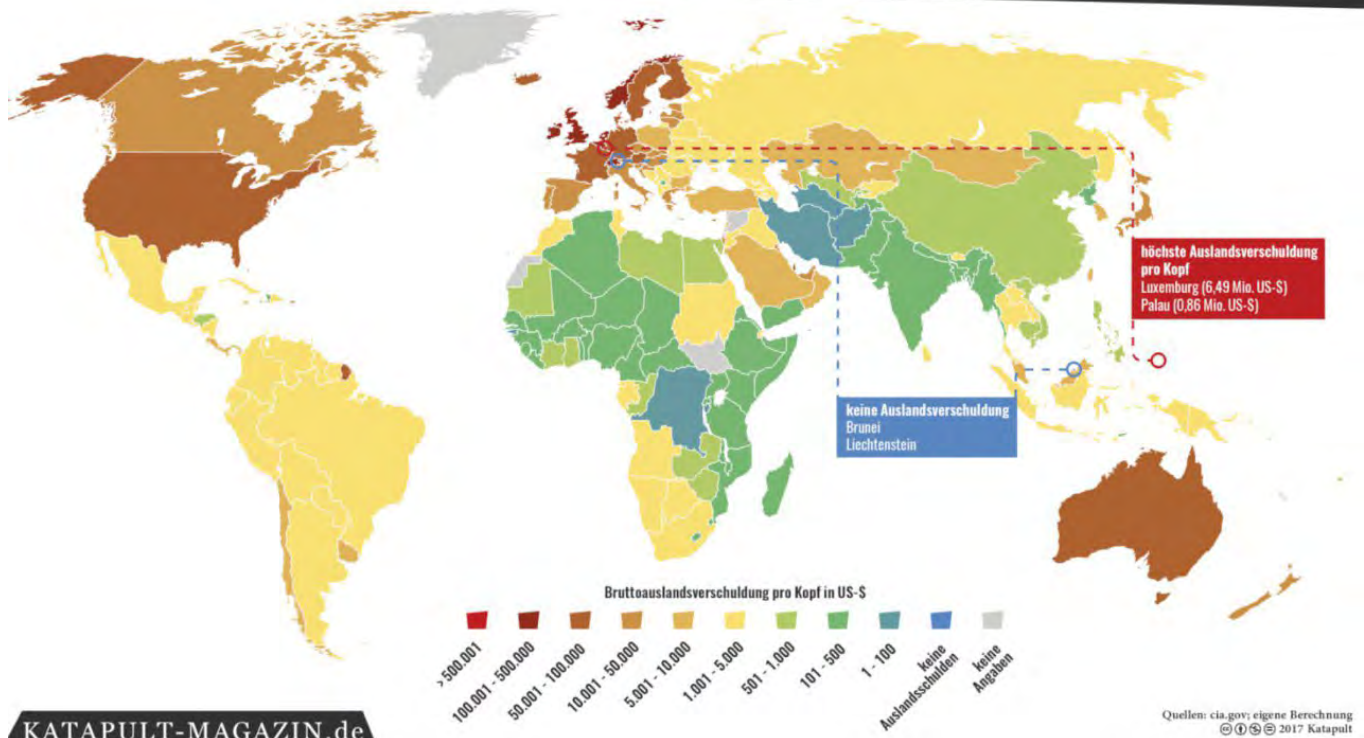 höchste Auslandsverschuldung
pro Kopf
Luxemburg (6,49 Mio. US-$)
Palau (0,86 Mio. US-$)
keine Auslandsverschuldung
Brunei
Liechtenstein
Bruttoauslandsverschuldung pro Kopf in US-$
> 500.001
100.001 - 500.000
50.001 - 100.000
10.001 - 50.000
5.001 - 10.000
1.001 - 5.000
501 - 1.000
101 - 500
1 - 100
keine
Auslandsschulden
keine
Angaben
KATAPULT-MAGAZIN.de
Quellen: cia.gov; eigene Berechnung
2017 Katapult